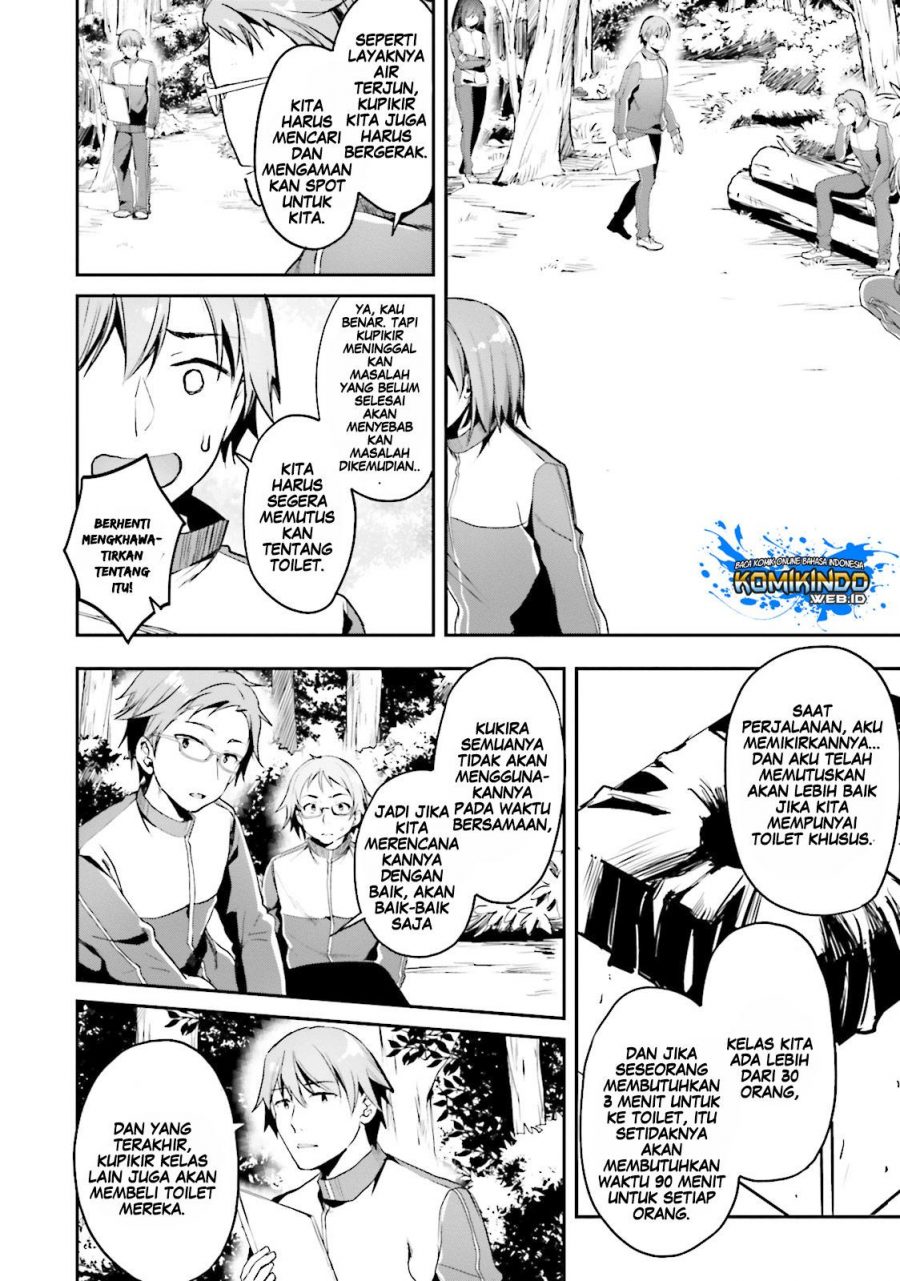 SEPERTI
LAYAKNYA
AIR
TERJUN,
KUPIKIR
KITA JUGA
HARUS
BERGERAK.
KITA
HARUS
MENCARI
DAN
MENGAMAN
KAN SPOT
UNTUK
KITA.
YA, KAU
BENAR. TAPI
KUPIKIR
MENINGGAL
KAN
MASALAH
YANG BELUM
SELESAI
AKAN
MENYEBAB
KAN
MASALAH
DIKEMUDIAN..
KITA
HARUS
SEGERA
MEMUTUS
KAN
TENTANG
TOILET.
BERHENTI
MENGKHAWA-
TIRKAN
TENTANG
ITU!
BACA KOMIK ONLINE BAHASA INDONESIA
KOMIKINDO
WEB.ID
SAAT
PERJALANAN, AKU
MEMIKIRKANNYA...
DAN AKU TELAH
MEMUTUSKAN
AKAN LEBIH BAIK
JIKA KITA
MEMPUNYAI
TOILET KHUSUS.
KELAS KITA
ADA LEBIH
DARI 30
ORANG,
DAN JIKA
SESEORANG
MEMBUTUHKAN
3 MENIT UNTUK
KE TOILET, ITU
SETIDAKNYA
AKAN
MEMBUTUHKAN
WAKTU 90 MENIT
UNTUK SETIAP
ORANG.
KUKIRA
SEMUANYA
TIDAK AKAN
MENGGUNA-
KANNYA
PADA WAKTU
BERSAMAAN,
JADI JIKA
KITA
MERENCANA
KANNYA
DENGAN
BAIK, AKAN
BAIK-BAIK
SAJA
DAN YANG
TERAKHIR,
KUPIKIR KELAS
LAIN JUGA AKAN
MEMBELI TOILET
MEREKA.